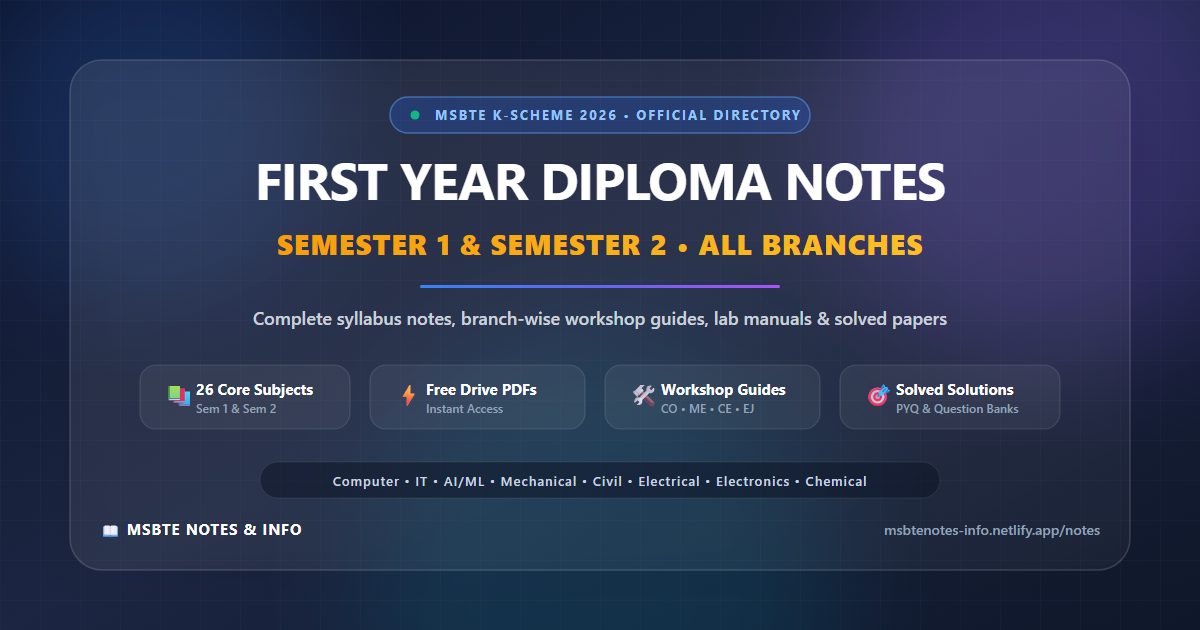 MSBTE K-SCHEME 2026 • OFFICIAL DIRECTORY
FIRST YEAR DIPLOMA NOTES
SEMESTER 1 & SEMESTER 2 • ALL BRANCHES
Complete syllabus notes, branch-wise workshop guides, lab manuals & solved papers
26 Core Subjects
Sem 1 & Sem 2
Free Drive PDFs
Instant Access
Workshop Guides
CO • ME • CE • EJ
Solved Solutions
PYQ & Question Banks
Computer • IT • AI/ML • Mechanical • Civil • Electrical • Electronics • Chemical
MSBTE NOTES & INFO
msbtenotes-info.netlify.app/notes